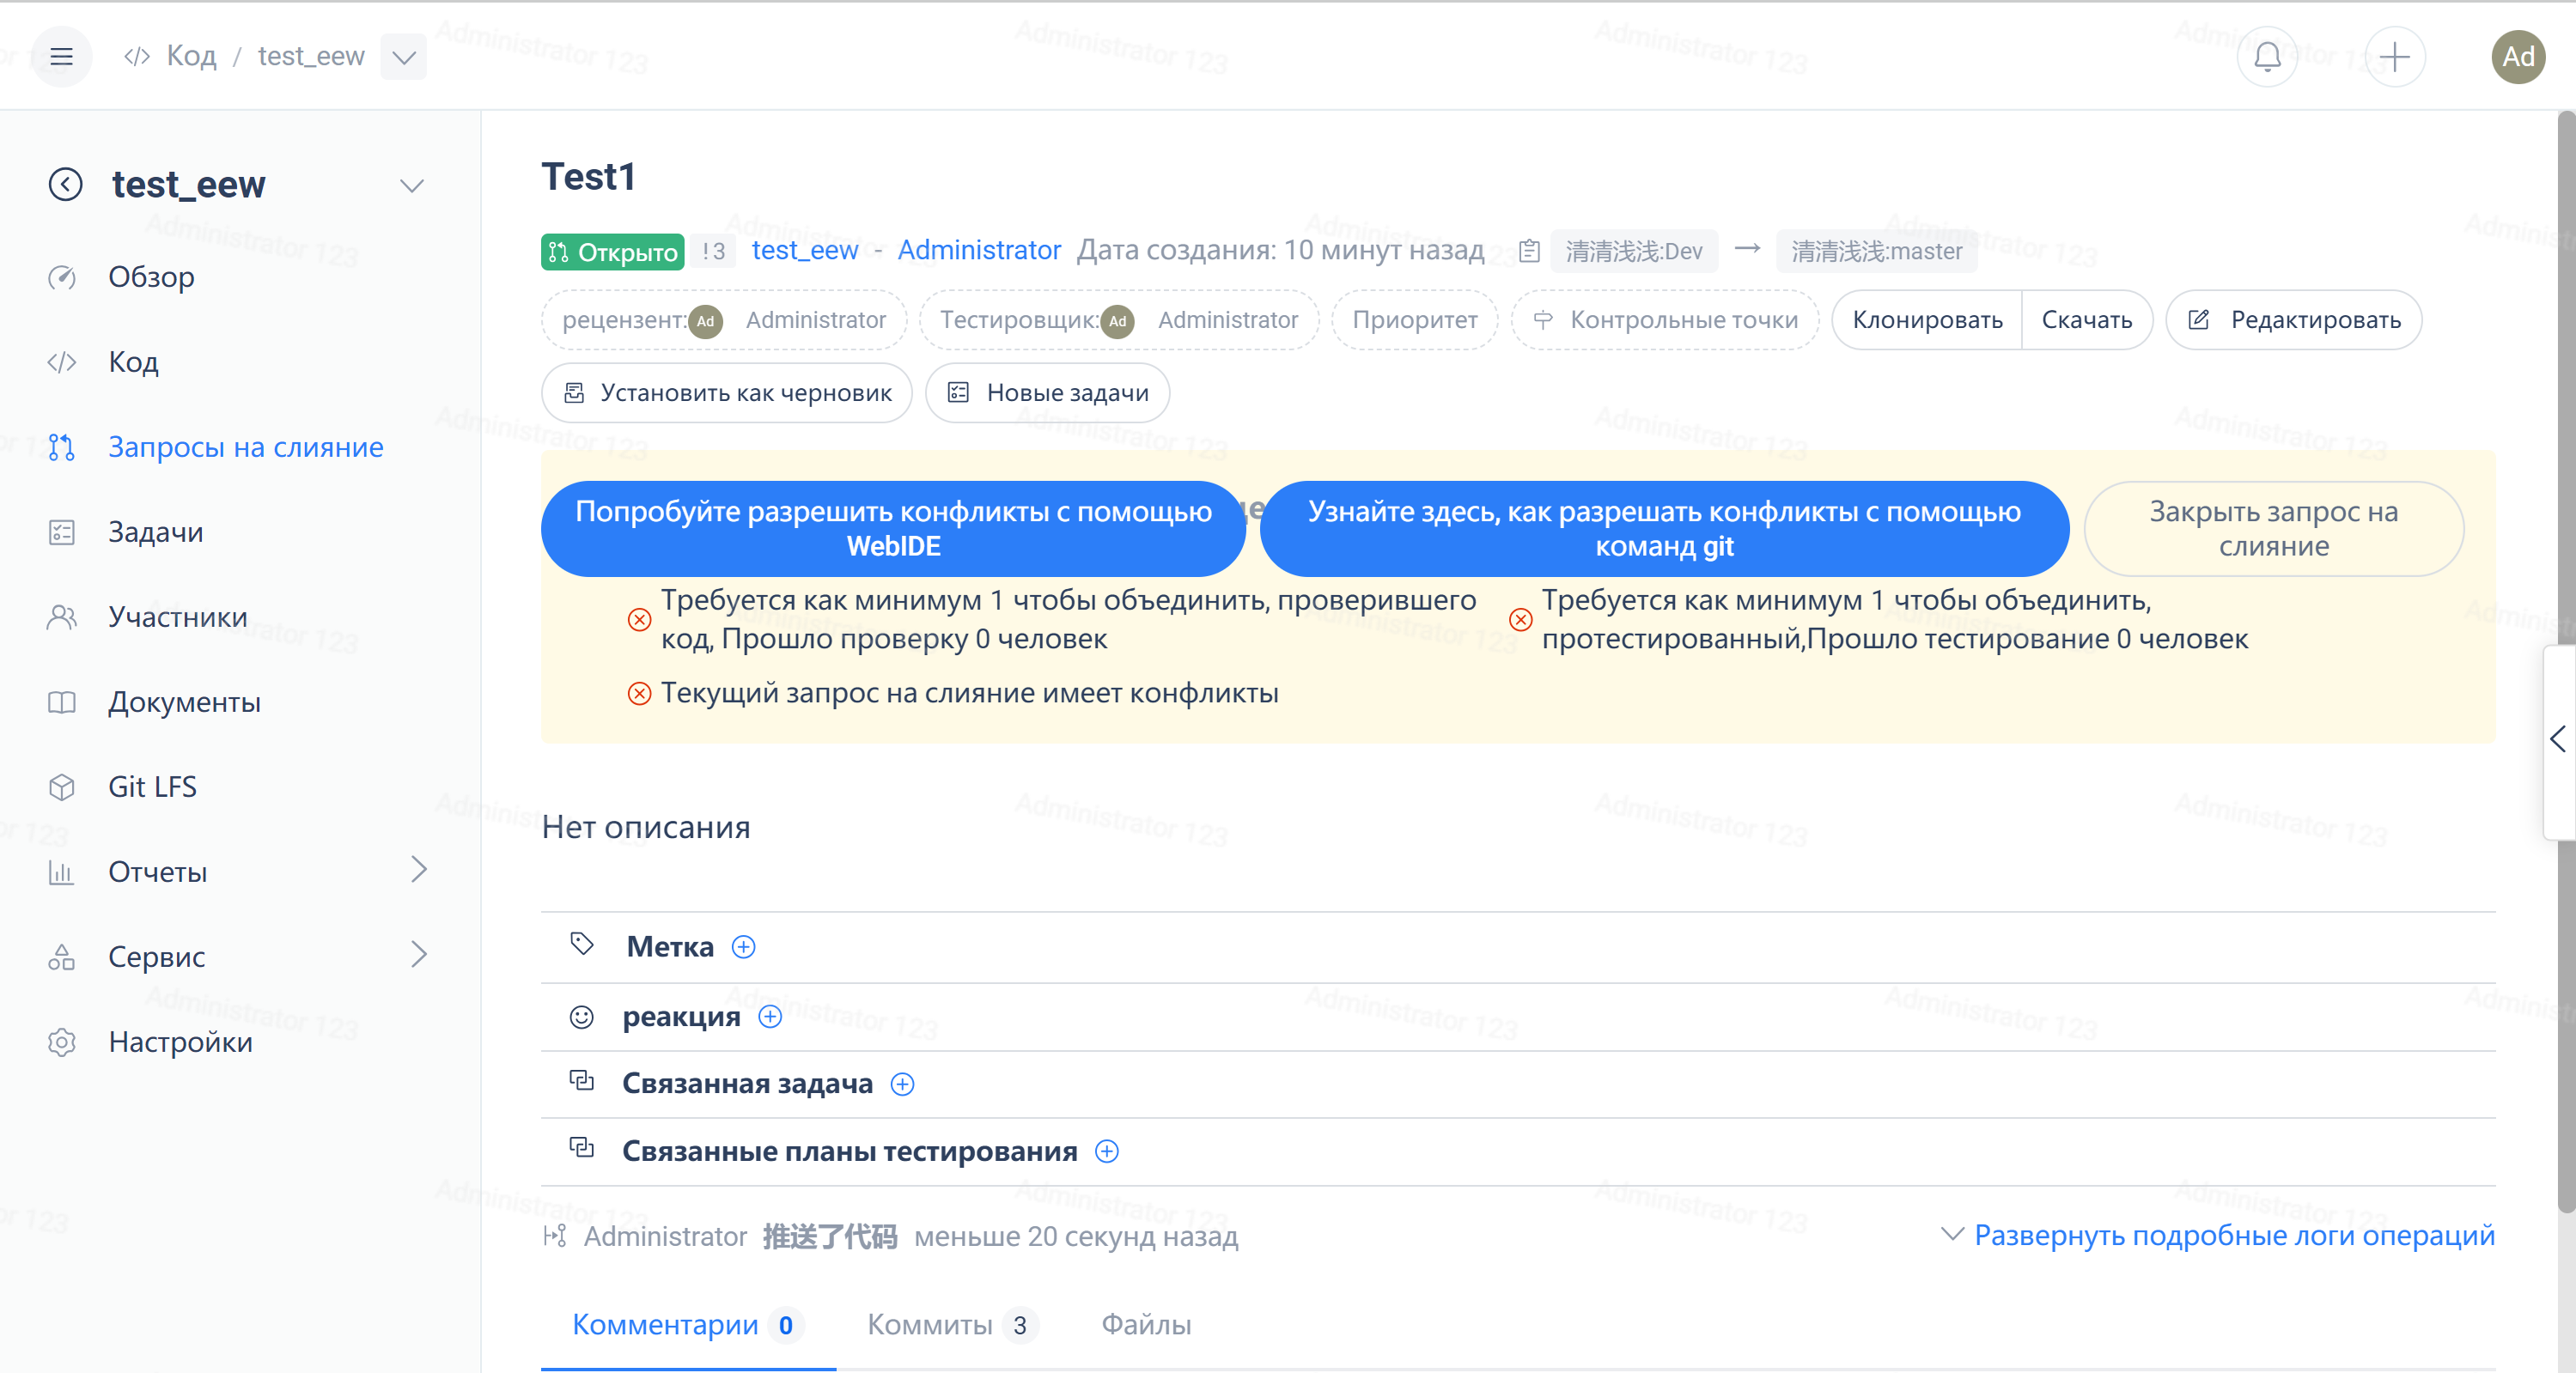 Код / test_eew
Ad
test_eew
Обзор
Код
Запросы на слияние
Задачи
Участники
Документы
Git LFS
Отчеты
Сервис
Настройки
Test1
Открыто !3 test_eew - Administrator Дата создания: 10 минут назад 清清浅浅:Dev → 清清浅浅:master
рецензент: Ad Administrator Тестировщик: Ad Administrator Приоритет Контрольные точки Клонировать Скачать Редактировать
Установить как черновик Новые задачи
Попробуйте разрешить конфликты с помощью
WebIDE
Узнайте здесь, как разрешать конфликты с помощью
команд git
Закрыть запрос на
слияние
Требуется как минимум 1 чтобы объединить, проверившего
код, Прошло проверку 0 человек
Требуется как минимум 1 чтобы объединить,
протестированный,Прошло тестирование 0 человек
Текущий запрос на слияние имеет конфликты
Нет описания
Метка
реакция
Связанная задача
Связанные планы тестирования
Administrator 推送了代码 меньше 20 секунд назад
Развернуть подробные логи операций
Комментарии 0 Коммиты 3 Файлы
Administrator 123